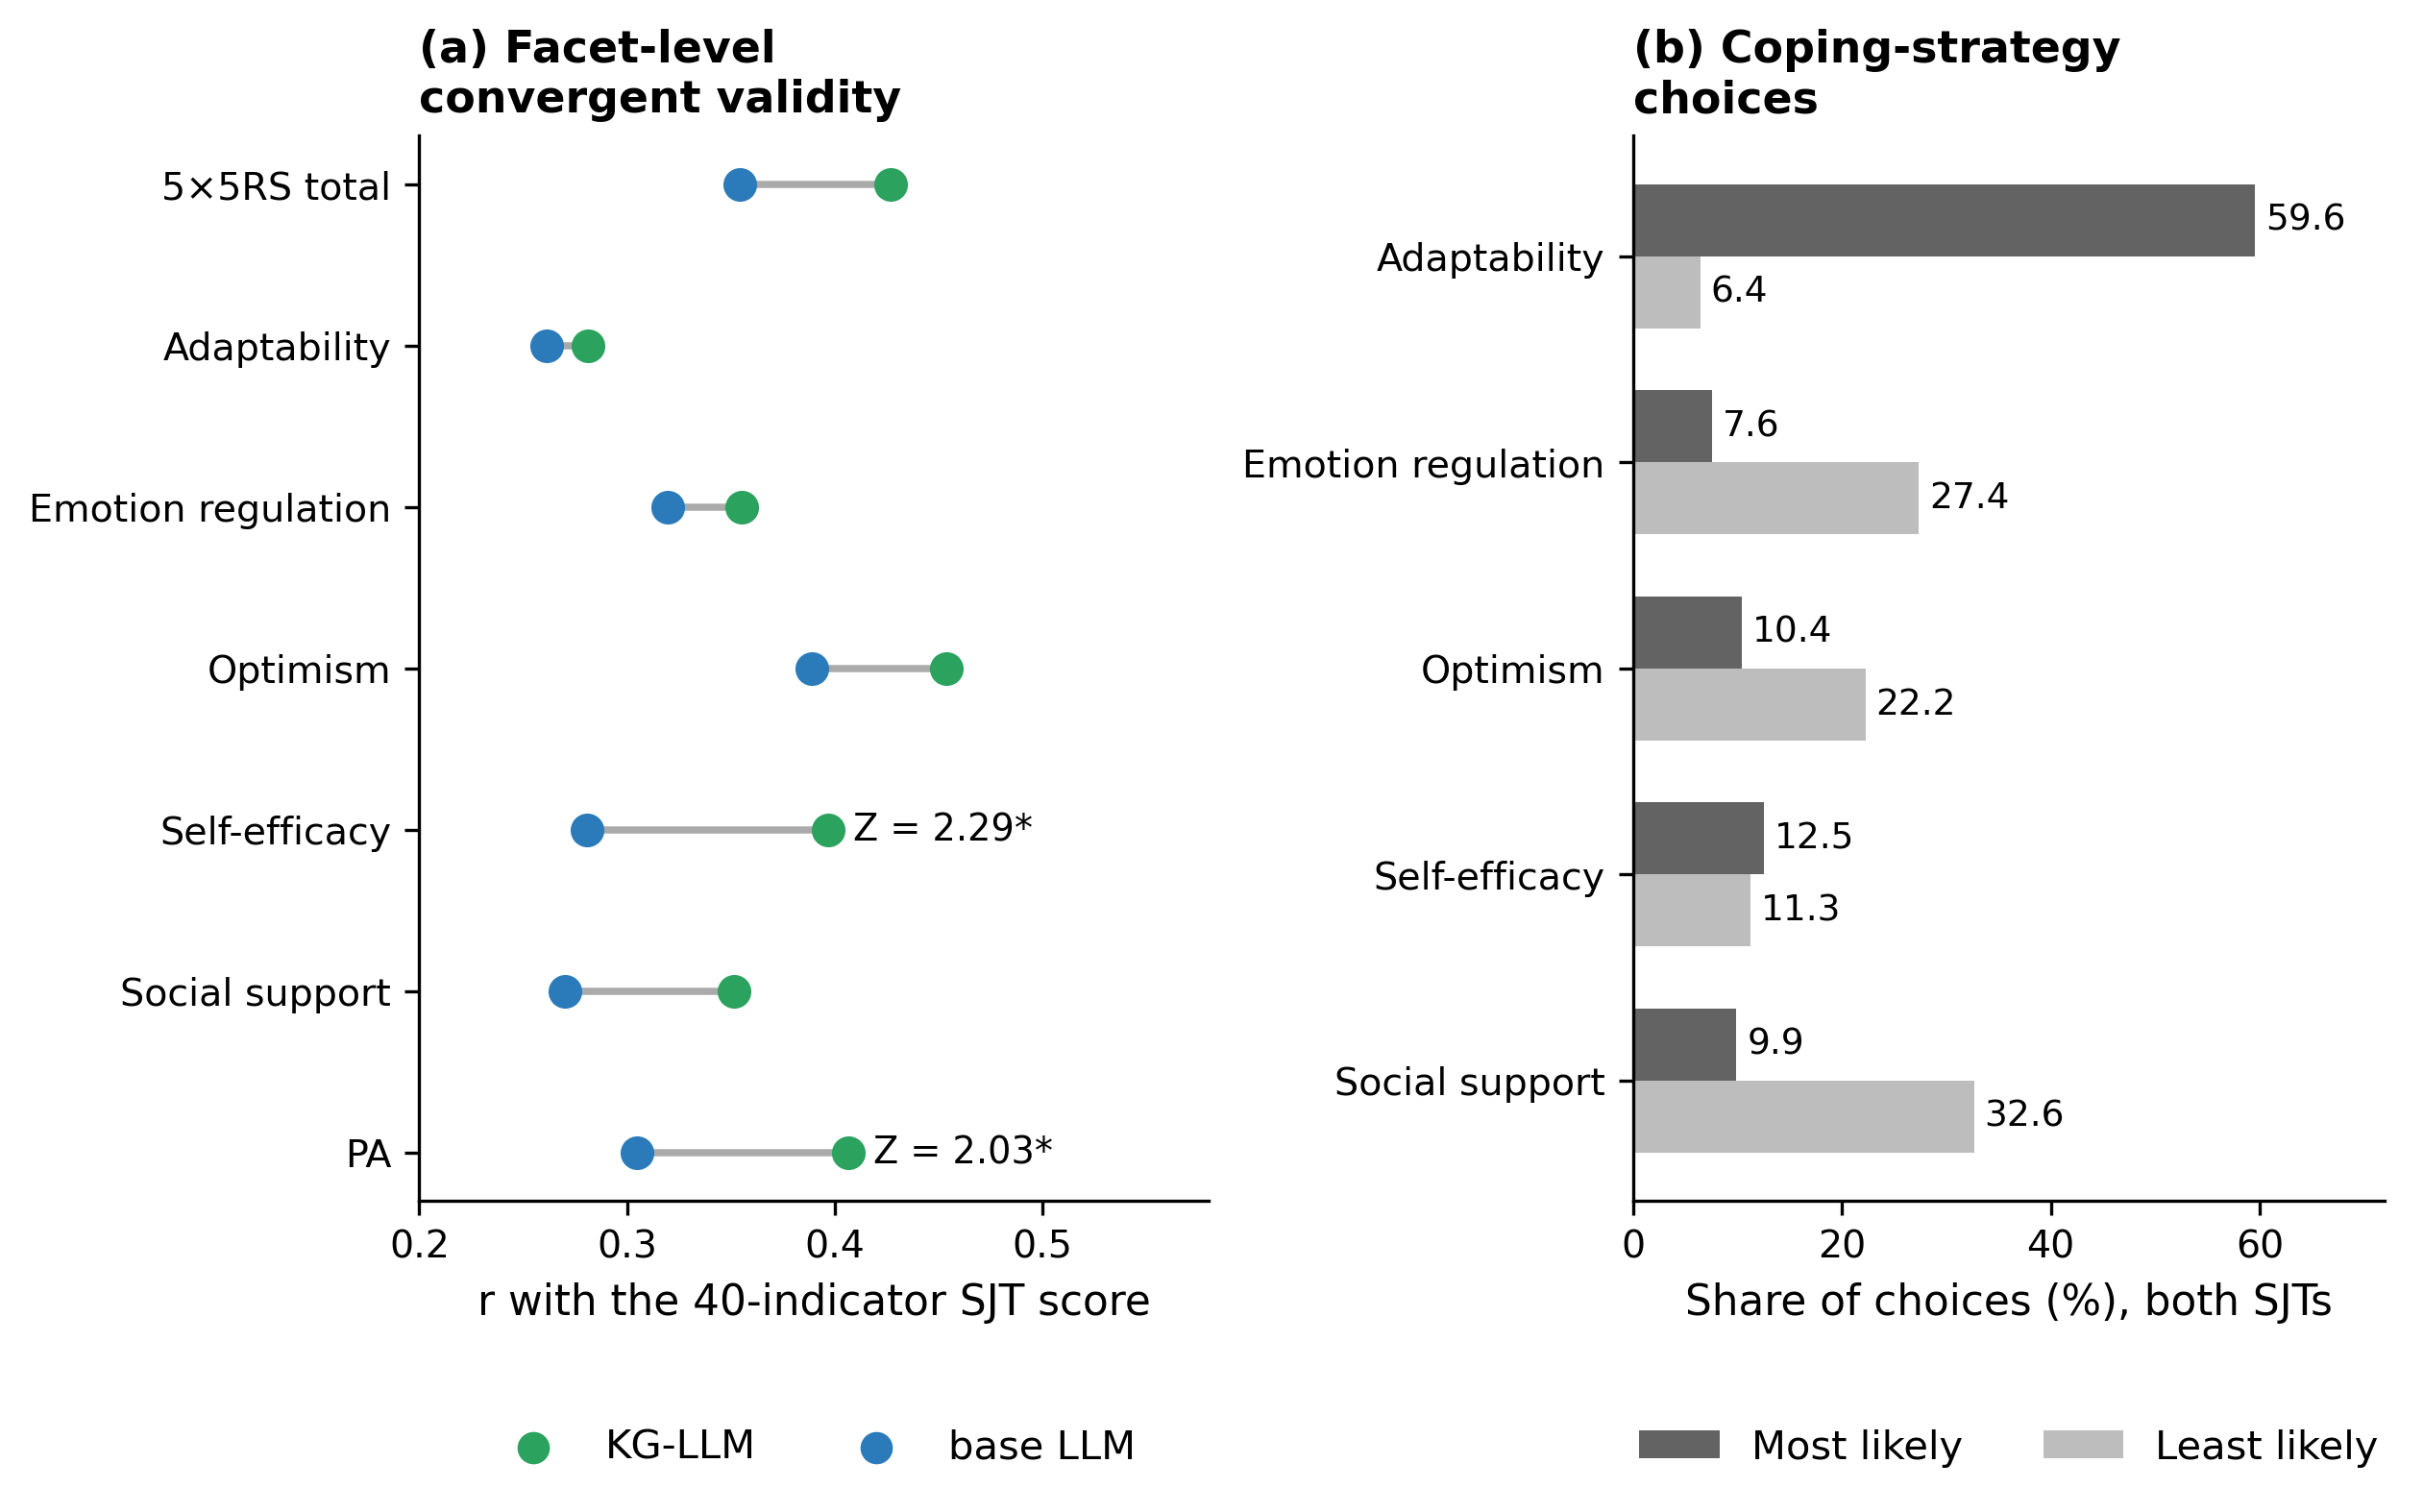 (a) Facet-level
convergent validity
5×5RS total
Adaptability
Emotion regulation
Optimism
Self-efficacy
Z = 2.29*
Social support
PA
Z = 2.03*
0.2 0.3 0.4 0.5
r with the 40-indicator SJT score
KG-LLM base LLM
(b) Coping-strategy
choices
59.6
Adaptability
6.4
7.6
Emotion regulation
27.4
10.4
Optimism
22.2
12.5
Self-efficacy
11.3
9.9
Social support
32.6
0 20 40 60
Share of choices (%), both SJTs
Most likely Least likely